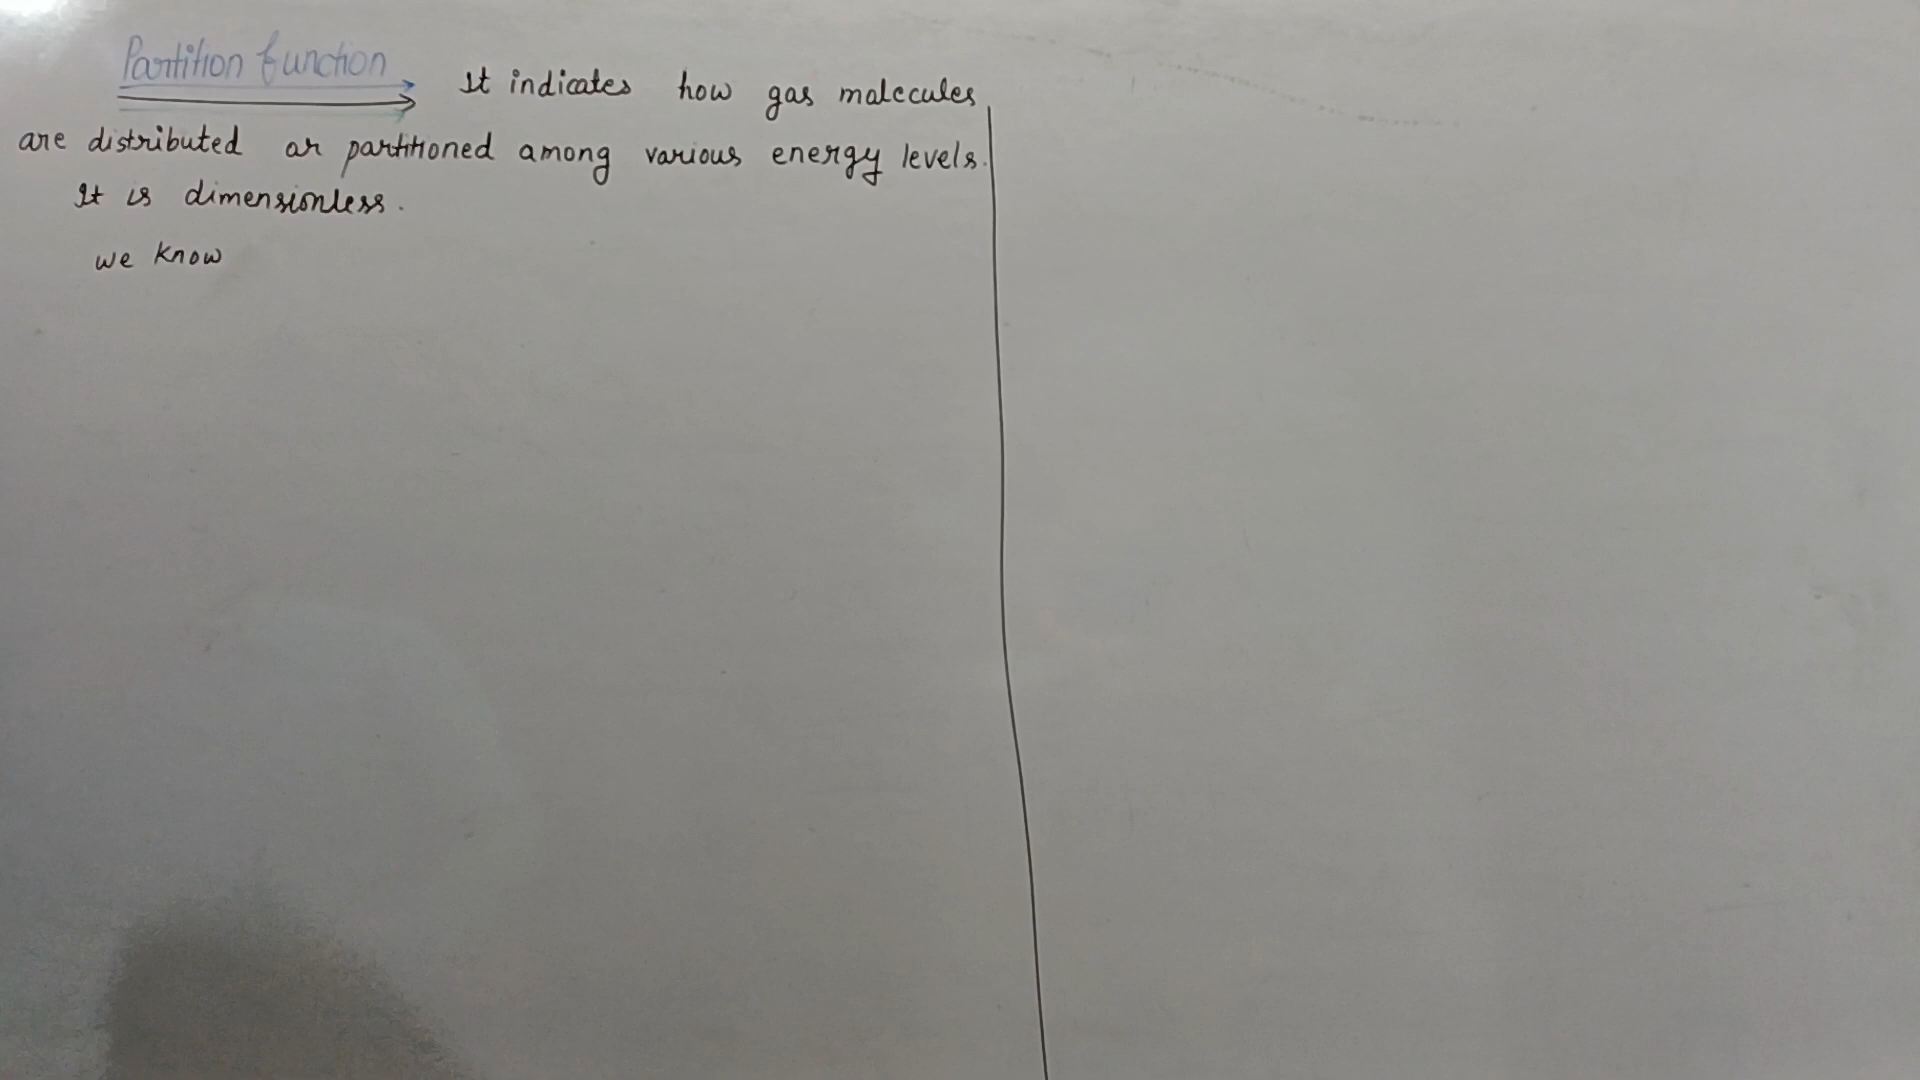 Partition function
It indicates how gas molecules
are distributed or partitioned among various energy levels.
It is dimensionless.
we know